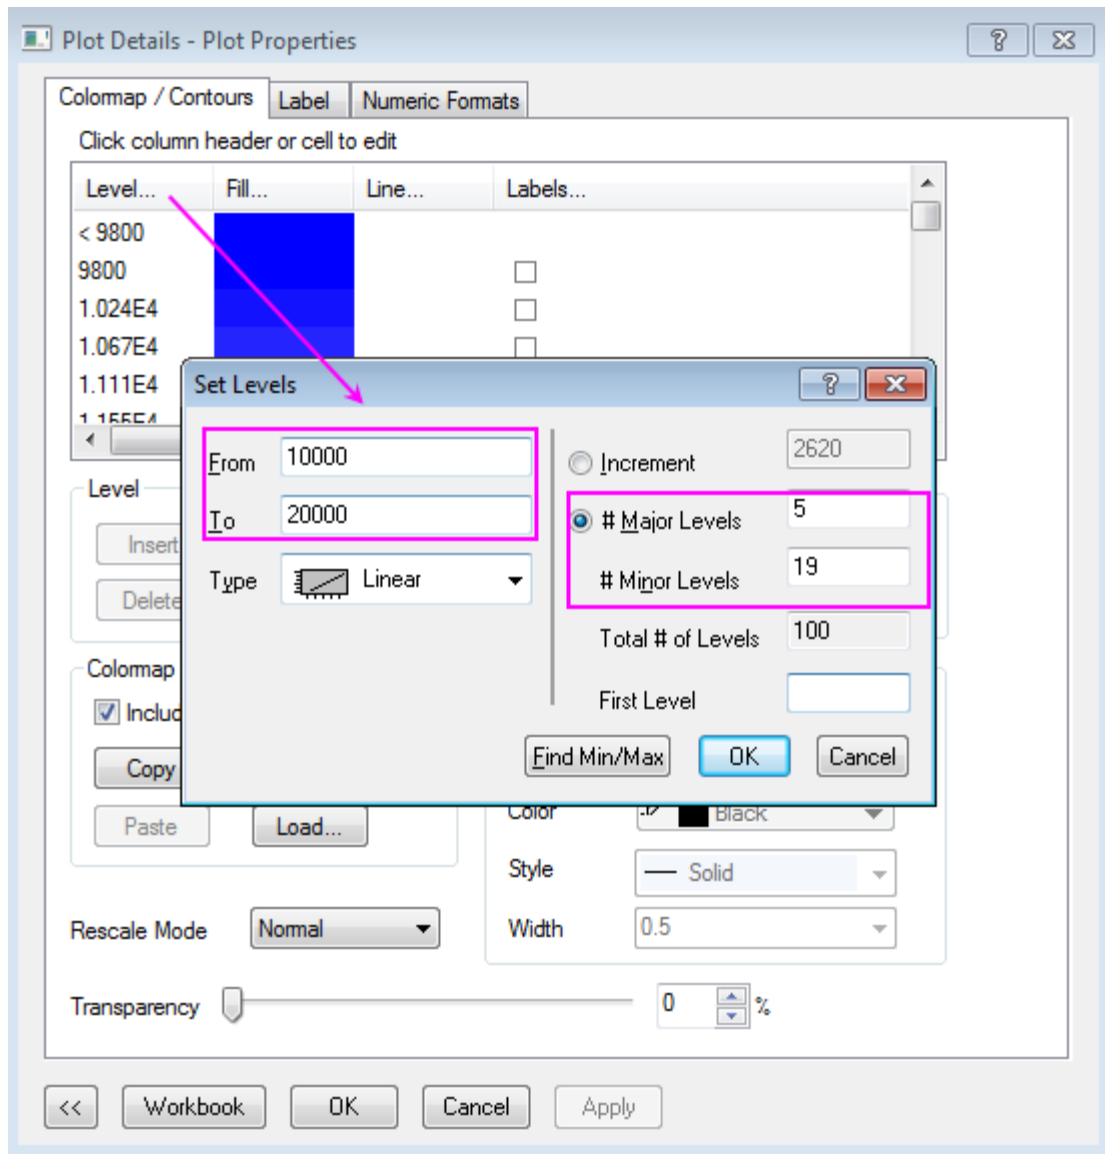 Plot Details - Plot Properties
Colormap / Contours Label Numeric Formats
Click column header or cell to edit
Level... Fill... Line... Labels...
< 9800
9800
1.024E4
1.067E4
1.111E4
1.155E4
Set Levels
From 10000
To 20000
Type Linear
Increment 2620
# Major Levels 5
# Minor Levels 19
Total # of Levels 100
First Level
Find Min/Max OK Cancel
Level
Insert
Delete
Colormap
Includ
Copy
Paste Load...
Color Black
Style Solid
Width 0.5
Rescale Mode Normal
Transparency 0 %
<< Workbook OK Cancel Apply